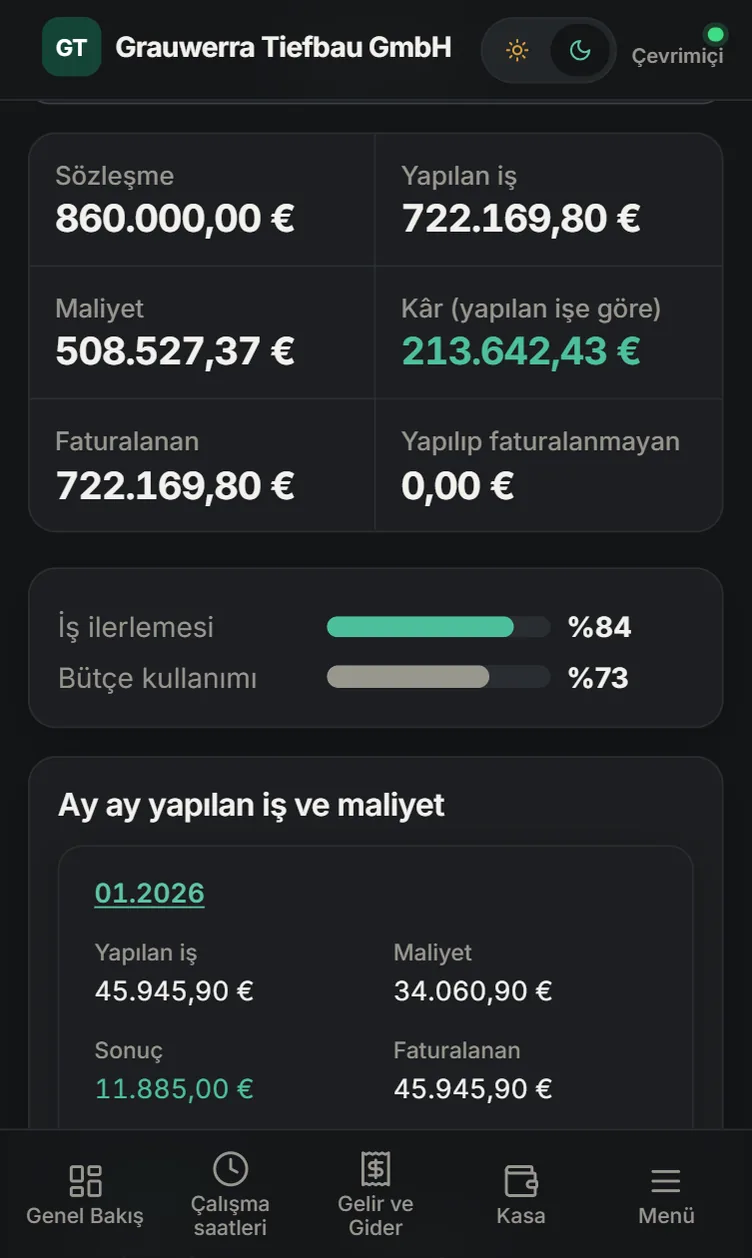 GT Grauwerra Tiefbau GmbH
Çevrimiçi
Sözleşme
860.000,00 €
Yapılan iş
722.169,80 €
Maliyet
508.527,37 €
Kâr (yapılan işe göre)
213.642,43 €
Faturalanan
722.169,80 €
Yapılıp faturalanmayan
0,00 €
İş ilerlemesi %84
Bütçe kullanımı %73
Ay ay yapılan iş ve maliyet
01.2026
Yapılan iş
45.945,90 €
Maliyet
34.060,90 €
Sonuç
11.885,00 €
Faturalanan
45.945,90 €
Genel Bakış
Çalışma
saatleri
Gelir ve
Gider
Kasa
Menü